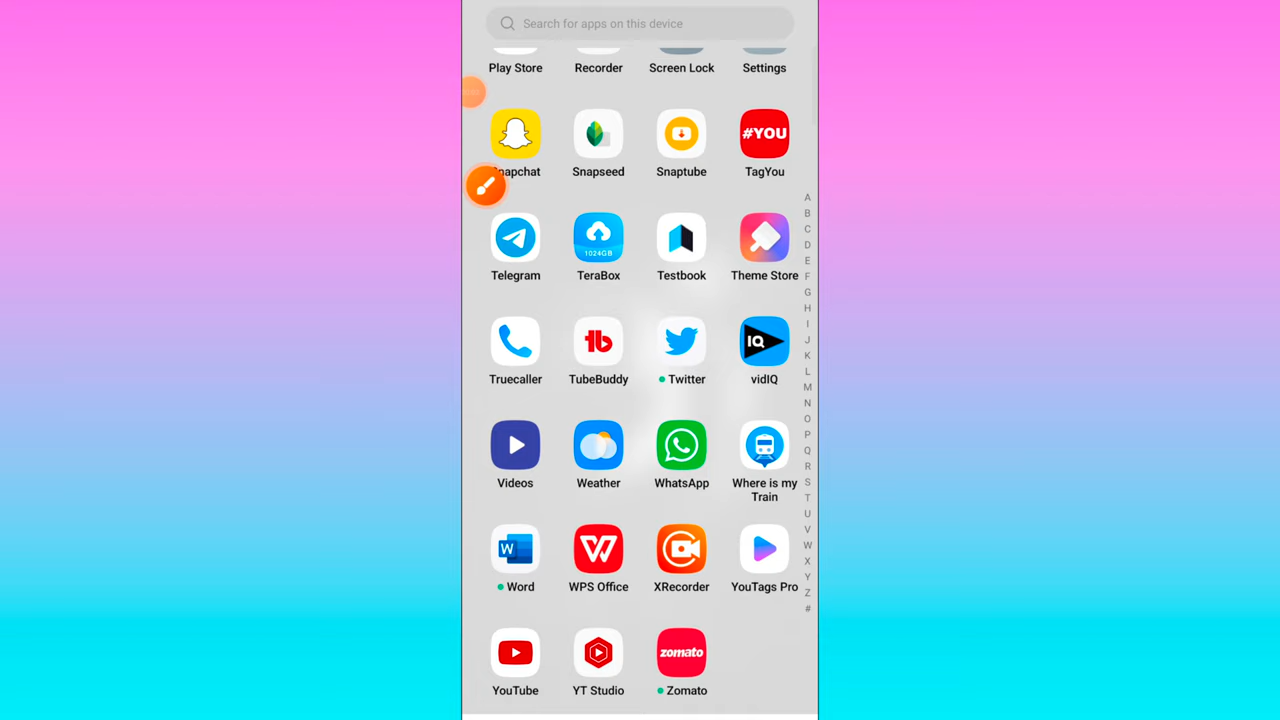 Search for apps on this device
Play Store
Recorder
Screen Lock
Settings
#YOU
Snapchat
Snapseed
Snaptube
TagYou
A
B
C
D
E
F
G
H
I
J
K
L
M
N
O
P
Q
R
S
T
U
V
W
X
Y
Z
#
1024GB
Telegram
TeraBox
Testbook
Theme Store
tb
IQ
Truecaller
TubeBuddy
Twitter
vidIQ
Videos
Weather
WhatsApp
Where is my
Train
W
W
Word
WPS Office
XRecorder
YouTags Pro
zomato
YouTube
YT Studio
Zomato